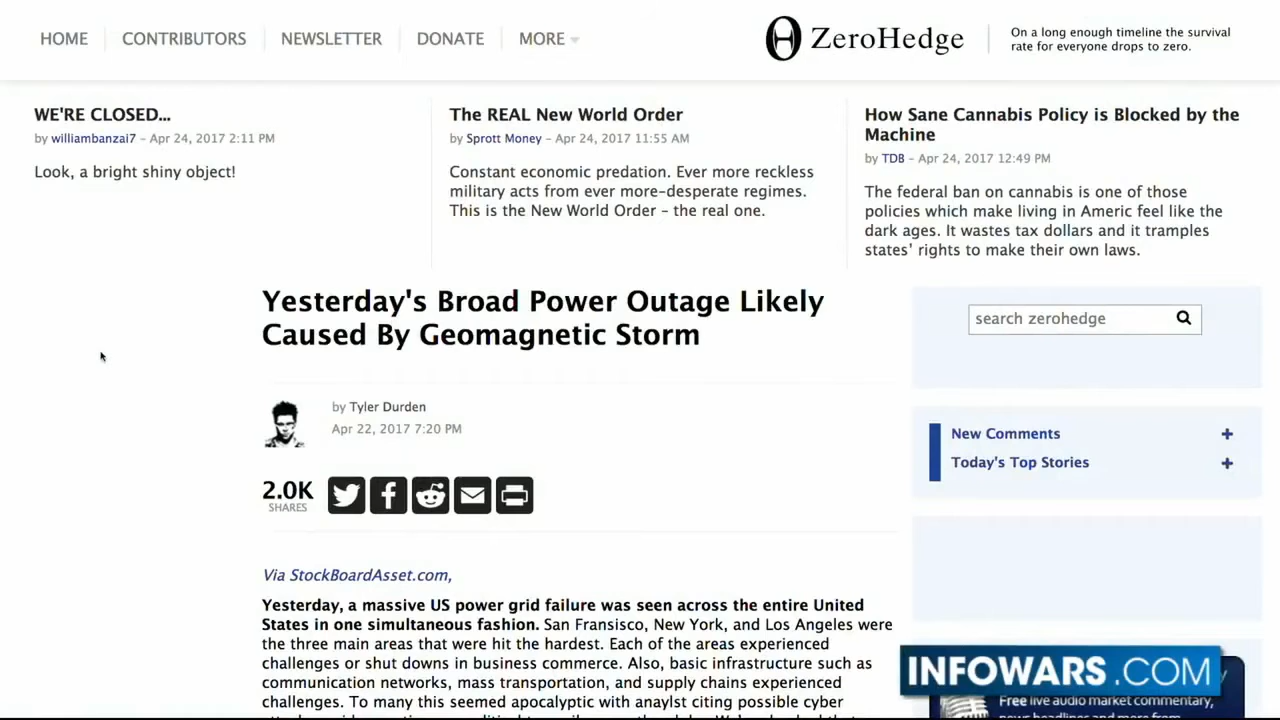 HOME
CONTRIBUTORS
NEWSLETTER
DONATE
MORE
ZeroHedge
On a long enough timeline the survival
rate for everyone drops to zero.
WE'RE CLOSED...
by williambanzai7 – Apr 24, 2017 2:11 PM
Look, a bright shiny object!
The REAL New World Order
by Sprott Money – Apr 24, 2017 11:55 AM
Constant economic predation. Ever more reckless
military acts from ever more-desperate regimes.
This is the New World Order – the real one.
How Sane Cannabis Policy is Blocked by the
Machine
by TDB – Apr 24, 2017 12:49 PM
The federal ban on cannabis is one of those
policies which make living in Americ feel like the
dark ages. It wastes tax dollars and it tramples
states' rights to make their own laws.
Yesterday's Broad Power Outage Likely
Caused By Geomagnetic Storm
by Tyler Durden
Apr 22, 2017 7:20 PM
2.0K
SHARES
Via StockBoardAsset.com,
Yesterday, a massive US power grid failure was seen across the entire United
States in one simultaneous fashion. San Fransisco, New York, and Los Angeles were
the three main areas that were hit the hardest. Each of the areas experienced
challenges or shut downs in business commerce. Also, basic infrastructure such as
communication networks, mass transportation, and supply chains experienced
challenges. To many this seemed apocalyptic with anaylst citing possible cyber
search zerohedge
New Comments
Today's Top Stories
INFOWARS.COM
Free live audio market commentary,